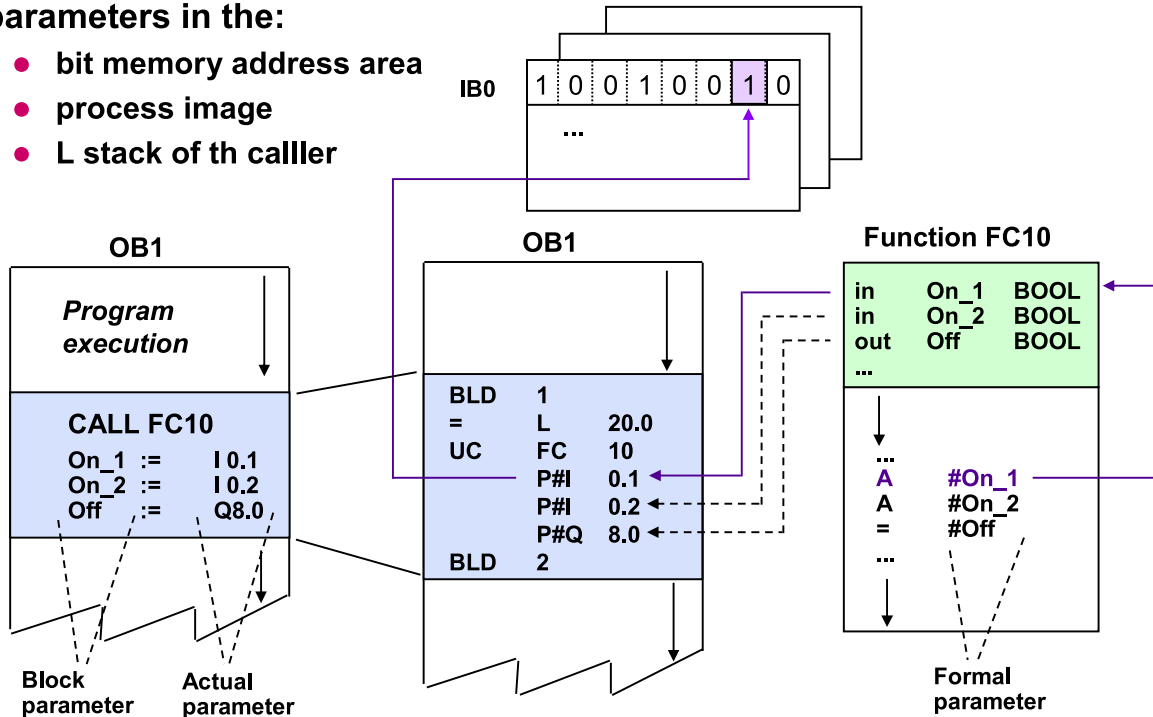 parameters in the:
● bit memory address area
● process image
● L stack of th calller
IB0 1 0 0 1 0 0 1 0
...
OB1
Program
execution
CALL FC10
On_1 := I 0.1
On_2 := I 0.2
Off := Q8.0
Block
parameter
Actual
parameter
OB1
BLD 1
= L 20.0
UC FC 10
P#I 0.1
P#I 0.2
P#Q 8.0
BLD 2
Function FC10
in On_1 BOOL
in On_2 BOOL
out Off BOOL
...
...
A #On_1
A #On_2
= #Off
...
Formal
parameter